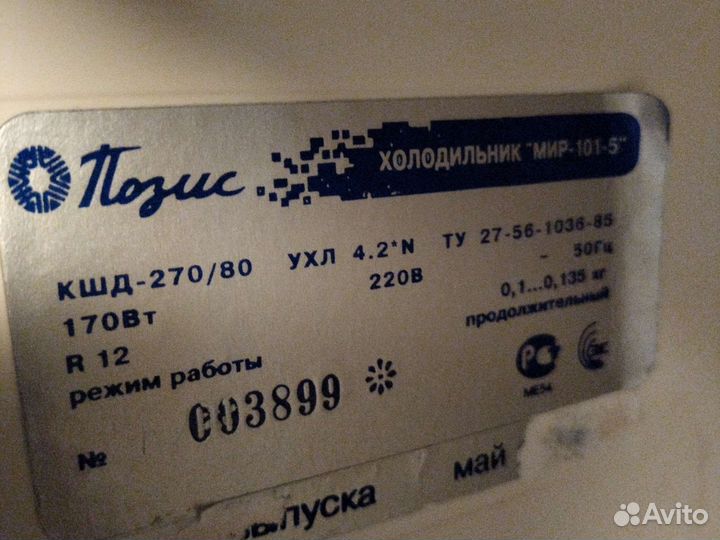 Позис
ХОЛОДИЛЬНИК "МИР-101-5"
КШД-270/80 УХЛ 4.2*N ТУ 27-56-1036-85
170Вт 220В ~ 50Гц
R 12 0,1...0,135 кг
режим работы продолжительный
№ 003899
МЕ54
выпуска май
Avito